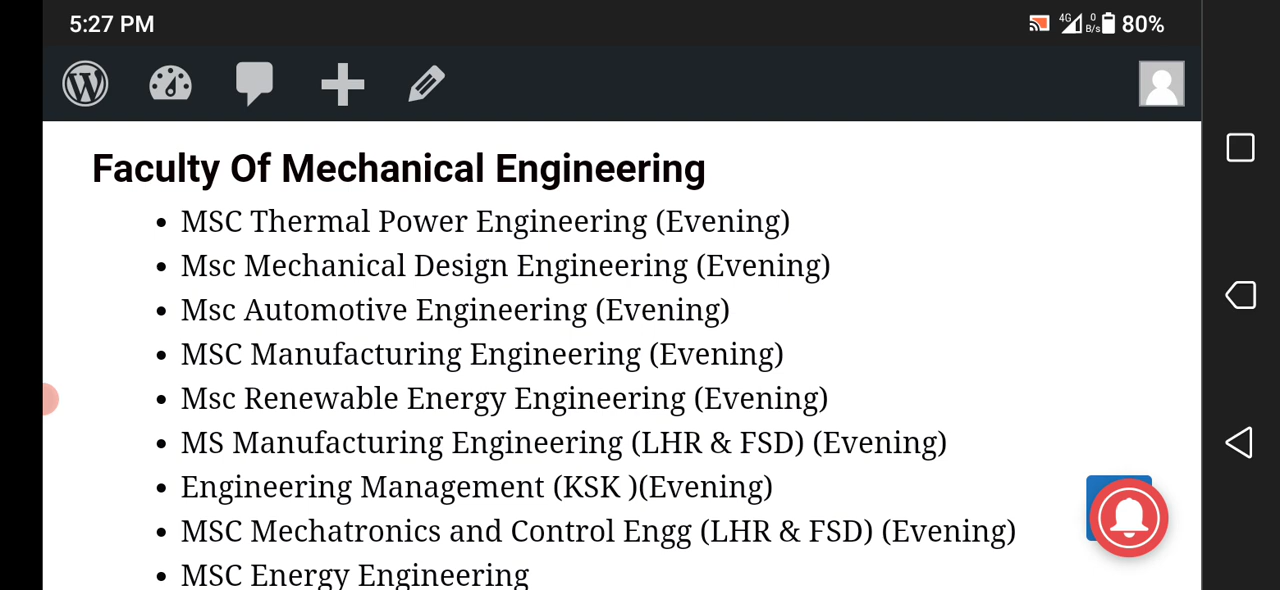 5:27 PM
4G 0 B/s 80%
Faculty Of Mechanical Engineering
• MSC Thermal Power Engineering (Evening)
• Msc Mechanical Design Engineering (Evening)
• Msc Automotive Engineering (Evening)
• MSC Manufacturing Engineering (Evening)
• Msc Renewable Energy Engineering (Evening)
• MS Manufacturing Engineering (LHR & FSD) (Evening)
• Engineering Management (KSK )(Evening)
• MSC Mechatronics and Control Engg (LHR & FSD) (Evening)
• MSC Energy Engineering